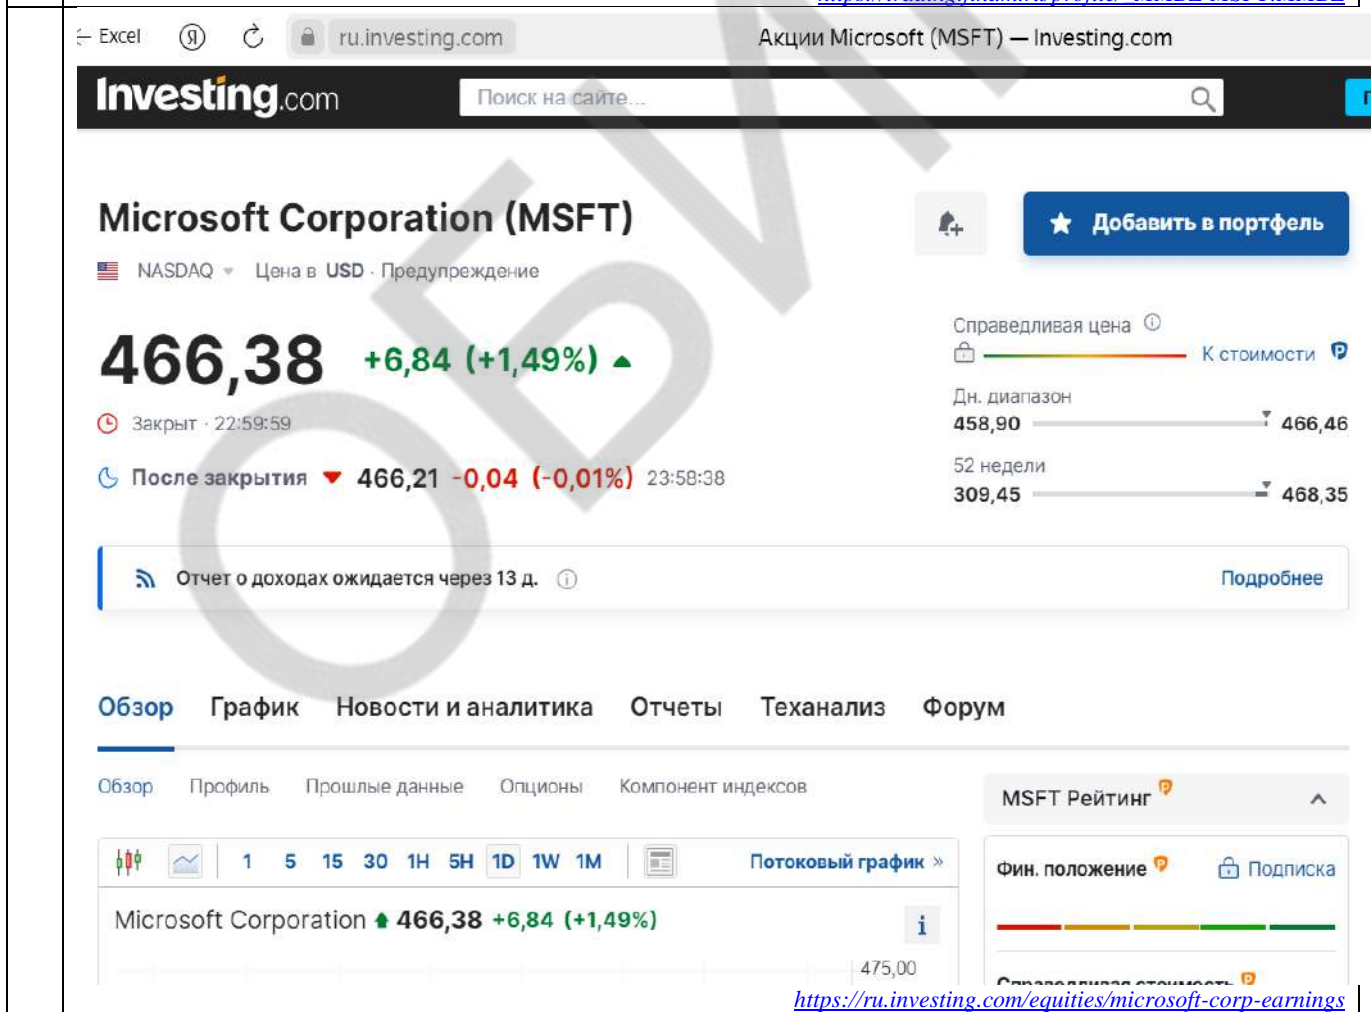 ← Excel Я ru.investing.com Акции Microsoft (MSFT) — Investing.com
Investing.com Поиск на сайте...
Microsoft Corporation (MSFT)
Добавить в портфель
NASDAQ Цена в USD · Предупреждение
466,38 +6,84 (+1,49%)
Справедливая цена
К стоимости
Закрыт · 22:59:59
Дн. диапазон
458,90 466,46
После закрытия 466,21 -0,04 (-0,01%) 23:58:38
52 недели
309,45 468,35
Отчет о доходах ожидается через 13 д. Подробнее
Обзор График Новости и аналитика Отчеты Теханализ Форум
Обзор Профиль Прошлые данные Опционы Компонент индексов
MSFT Рейтинг
1 5 15 30 1H 5H 1D 1W 1M Потоковый график »
Фин. положение Подписка
Microsoft Corporation 466,38 +6,84 (+1,49%)
475,00
Справедливая стоимость
https://ru.investing.com/equities/microsoft-corp-earnings